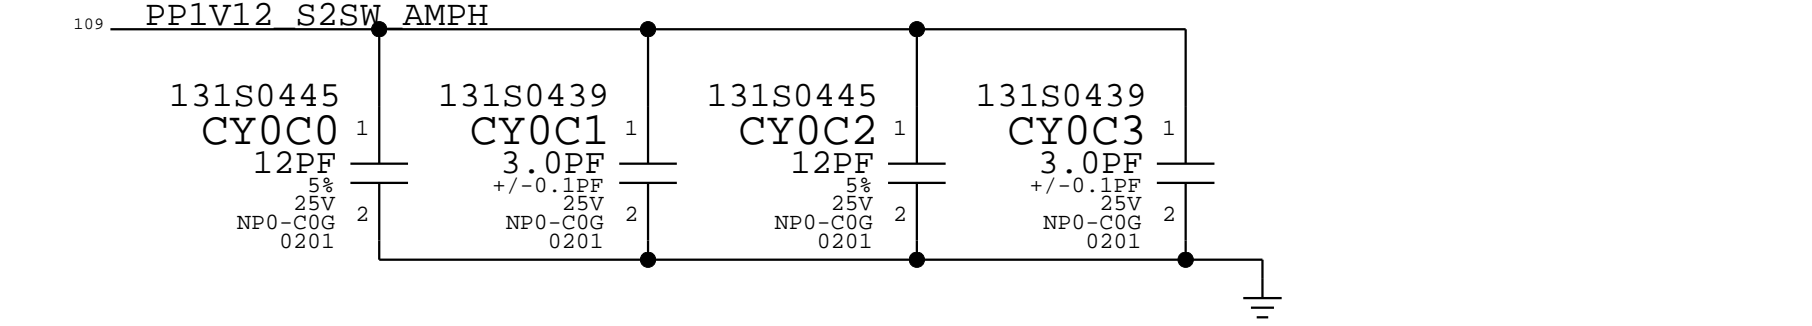 PP1V12_S2SW_AMPH
109
131S0445
CY0C0
1
12PF
5%
25V
2
NP0-C0G
0201
131S0439
CY0C1
1
3.0PF
+/-0.1PF
25V
2
NP0-C0G
0201
131S0445
CY0C2
1
12PF
5%
25V
2
NP0-C0G
0201
131S0439
CY0C3
1
3.0PF
+/-0.1PF
25V
2
NP0-C0G
0201